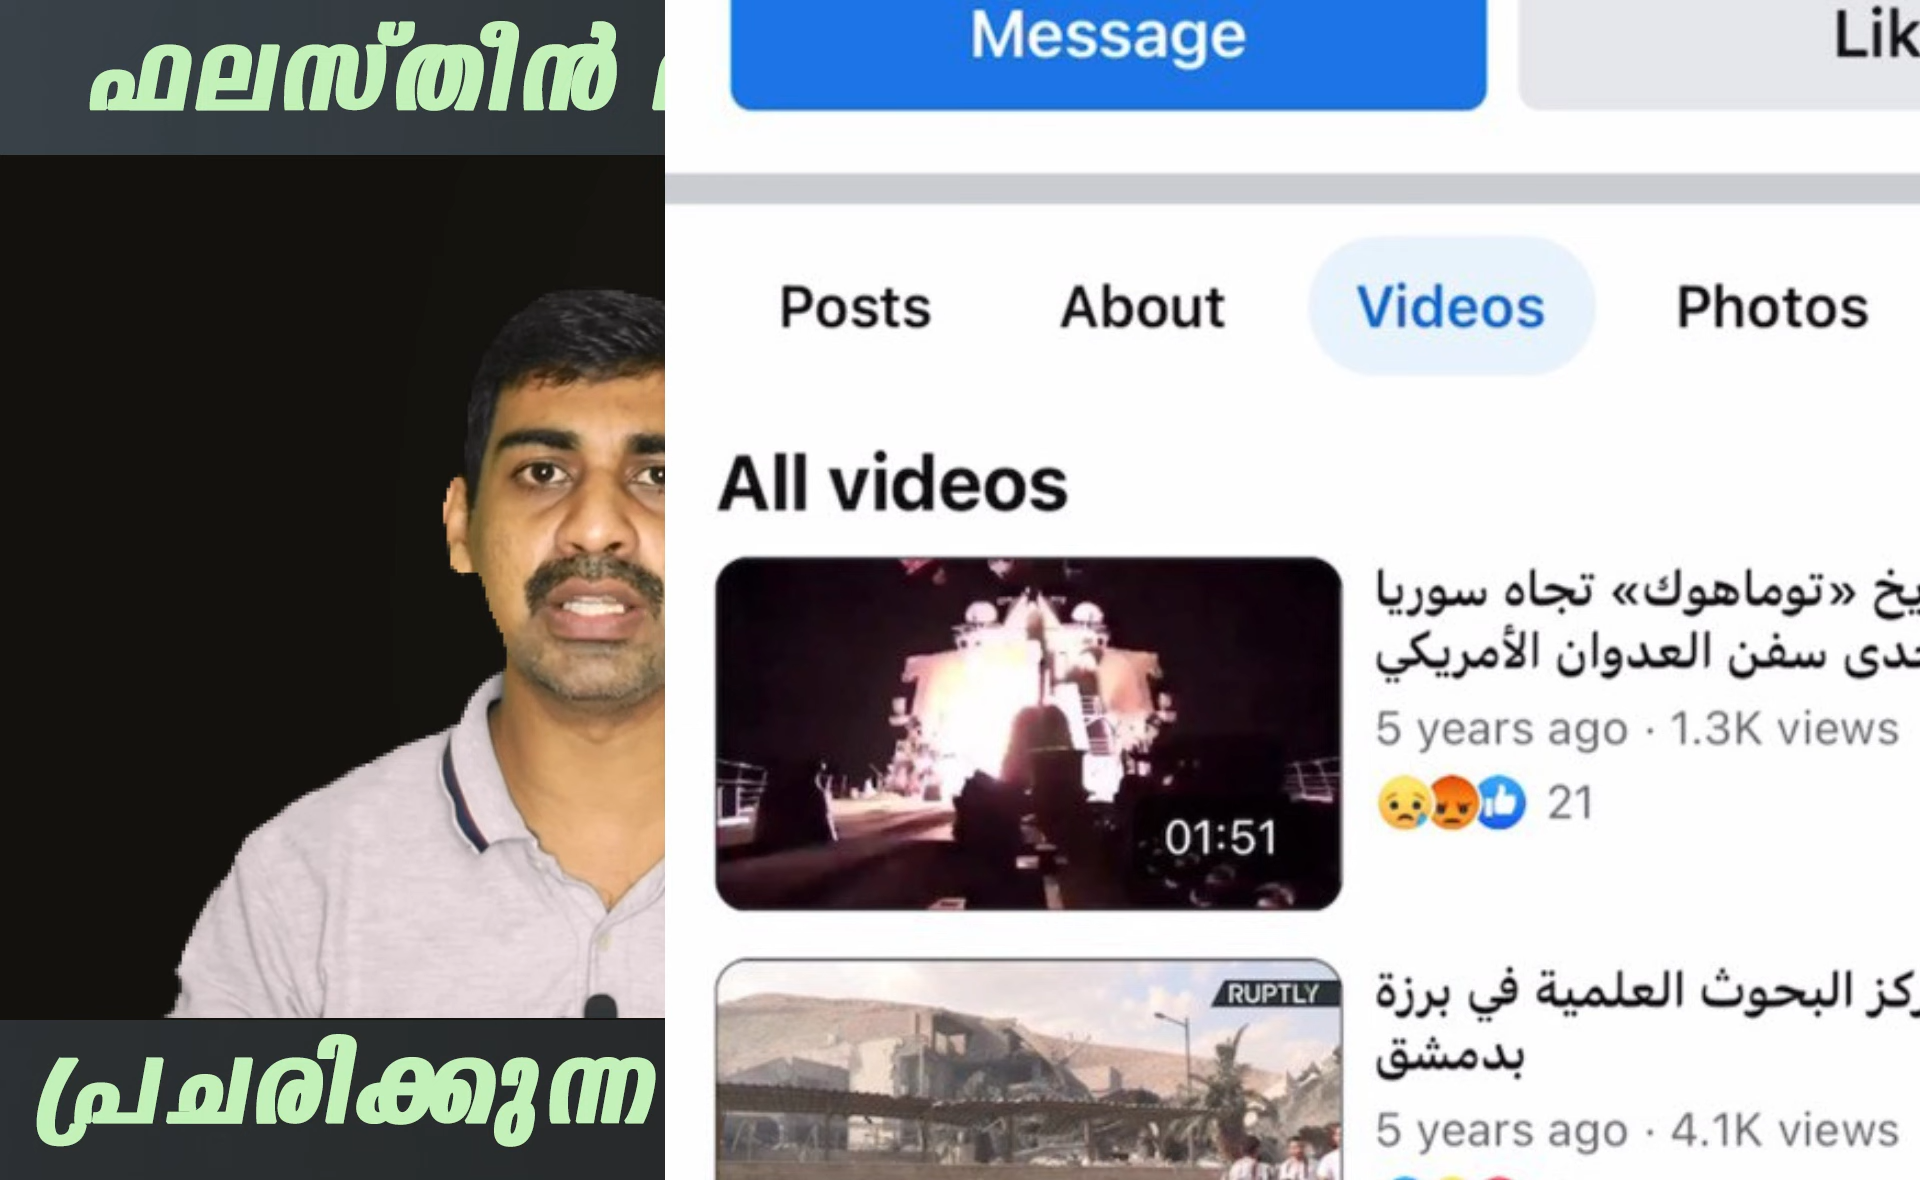 ഫലസ്തീൻ
പ്രചരിക്കുന്ന
Message
Lik
Posts
About
Videos
Photos
All videos
«توماهوك» تجاه سوريا
سفن العدوان الأمريكي
5 years ago · 1.3K views
21
01:51
RUPTLY
البحوث العلمية في برزة
بدمشق
5 years ago · 4.1K views